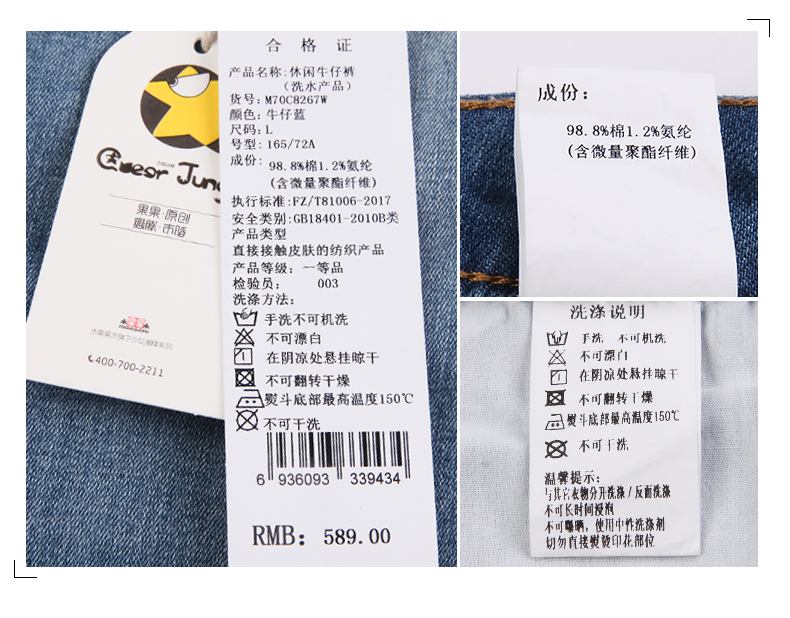 合 格 证
产品名称:休闲牛仔裤
(洗水产品)
货号:M70C8267W
颜色:牛仔蓝
尺码:L
号型:165/72A
成份: 98.8%棉1.2%氨纶
(含微量聚酯纤维)
执行标准:FZ/T81006-2017
安全类别:GB18401-2010B类
产品类型
直接接触皮肤的纺织产品
产品等级: 一等品
检验员: 003
洗涤方法:
手洗不可机洗
不可漂白
在阴凉处悬挂晾干
不可翻转干燥
熨斗底部最高温度150℃
不可干洗
6 936093 339434
RMB: 589.00
果果·原创
400-700-2211
成份:
98.8%棉1.2%氨纶
(含微量聚酯纤维)
洗涤说明
手洗 不可机洗
不可漂白
在阴凉处悬挂晾干
不可翻转干燥
熨斗底部最高温度150℃
不可干洗
温馨提示:
与其它衣物分开洗涤/反面洗涤
不可长时间浸泡
不可曝晒,使用中性洗涤剂
切勿直接熨烫印花部位